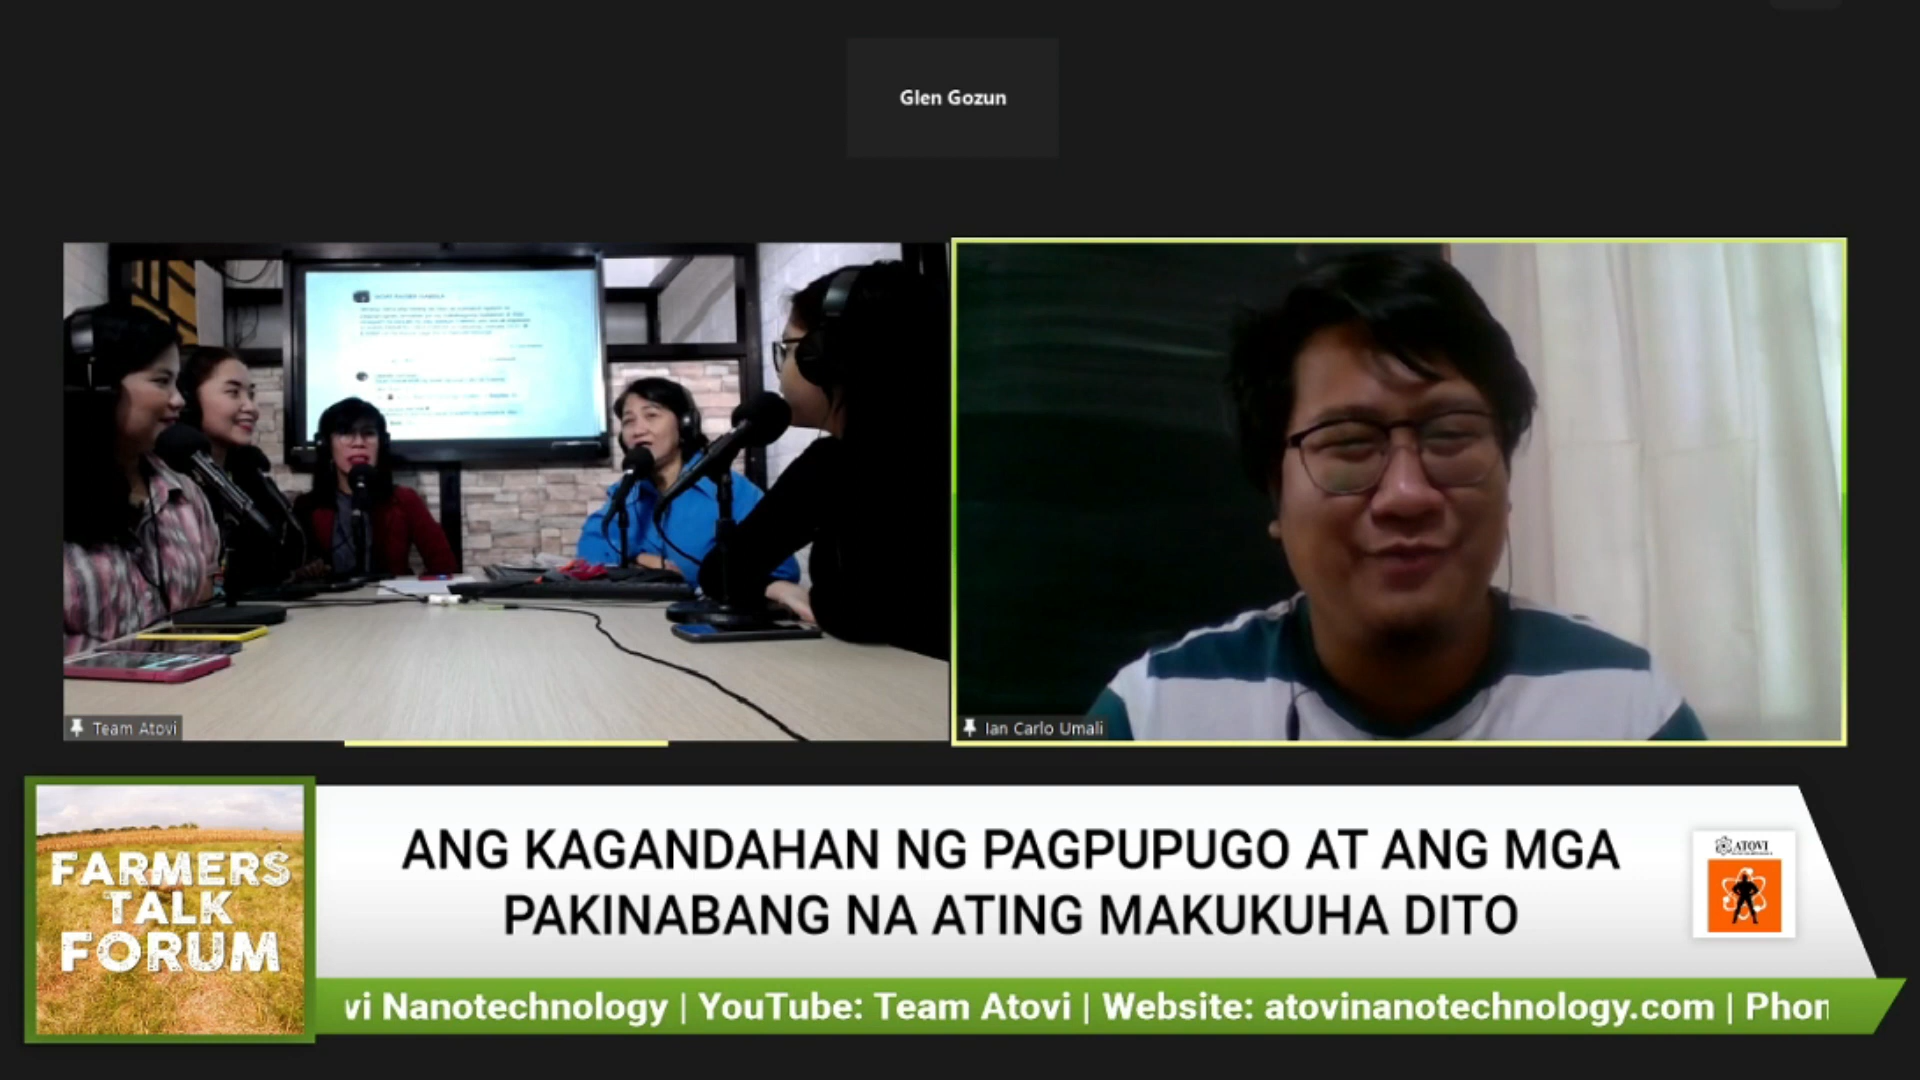 Glen Gozun
Team Atovi
Ian Carlo Umali
FARMERS
TALK
FORUM
ANG KAGANDAHAN NG PAGPUPUGO AT ANG MGA
PAKINABANG NA ATING MAKUKUHA DITO
ATOVI
vi Nanotechnology | YouTube: Team Atovi | Website: atovinanotechnology.com | Phon